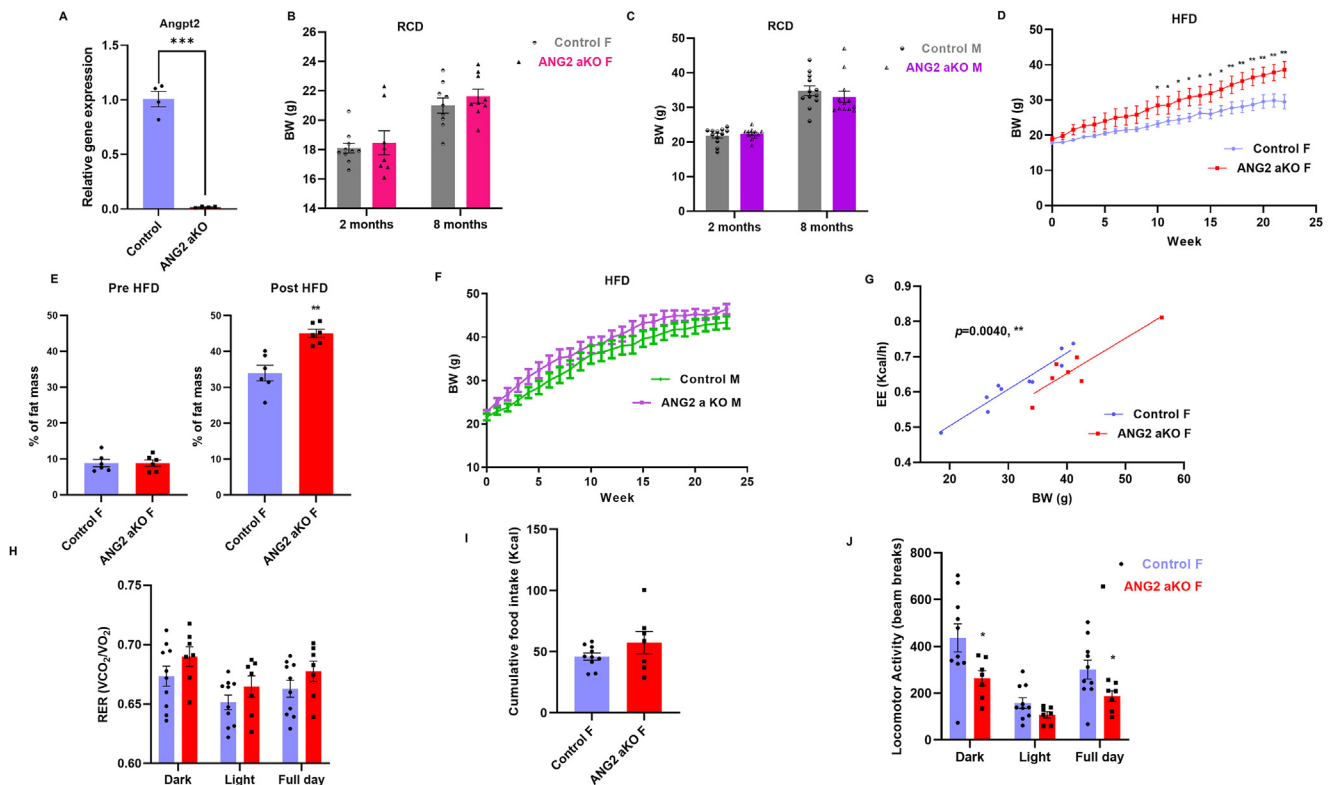 A
Angpt2
***
Relative gene expression
1.5
1.0
0.5
0.0
Control
ANG2 aKO
B
RCD
Control F
ANG2 aKO F
BW (g)
22
20
18
16
14
2 months
8 months
C
RCD
Control M
ANG2 aKO M
BW (g)
50
40
30
20
10
0
2 months
8 months
D
HFD
BW (g)
50
40
30
20
10
0
* * * * * * * ** ** ** ** ** **
Control F
ANG2 aKO F
0 5 10 15 20 25
Week
E
Pre HFD
% of fat mass
50
40
30
20
10
0
Control F
ANG2 aKO F
Post HFD
**
% of fat mass
50
40
30
20
10
0
Control F
ANG2 aKO F
F
HFD
BW (g)
50
40
30
20
10
Control M
ANG2 a KO M
0 5 10 15 20 25
Week
G
EE (Kcal/h)
0.9
0.8
0.7
0.6
0.5
0.4
p=0.0040, **
Control F
ANG2 aKO F
20 30 40 50 60
BW (g)
H
RER (VCO2/VO2)
0.75
0.70
0.65
0.60
Dark
Light
Full day
I
Cumulative food intake (Kcal)
150
100
50
0
Control F
ANG2 aKO F
J
Locomotor Activity (beam breaks)
800
600
400
200
0
Control F
ANG2 aKO F
*
*
Dark
Light
Full day